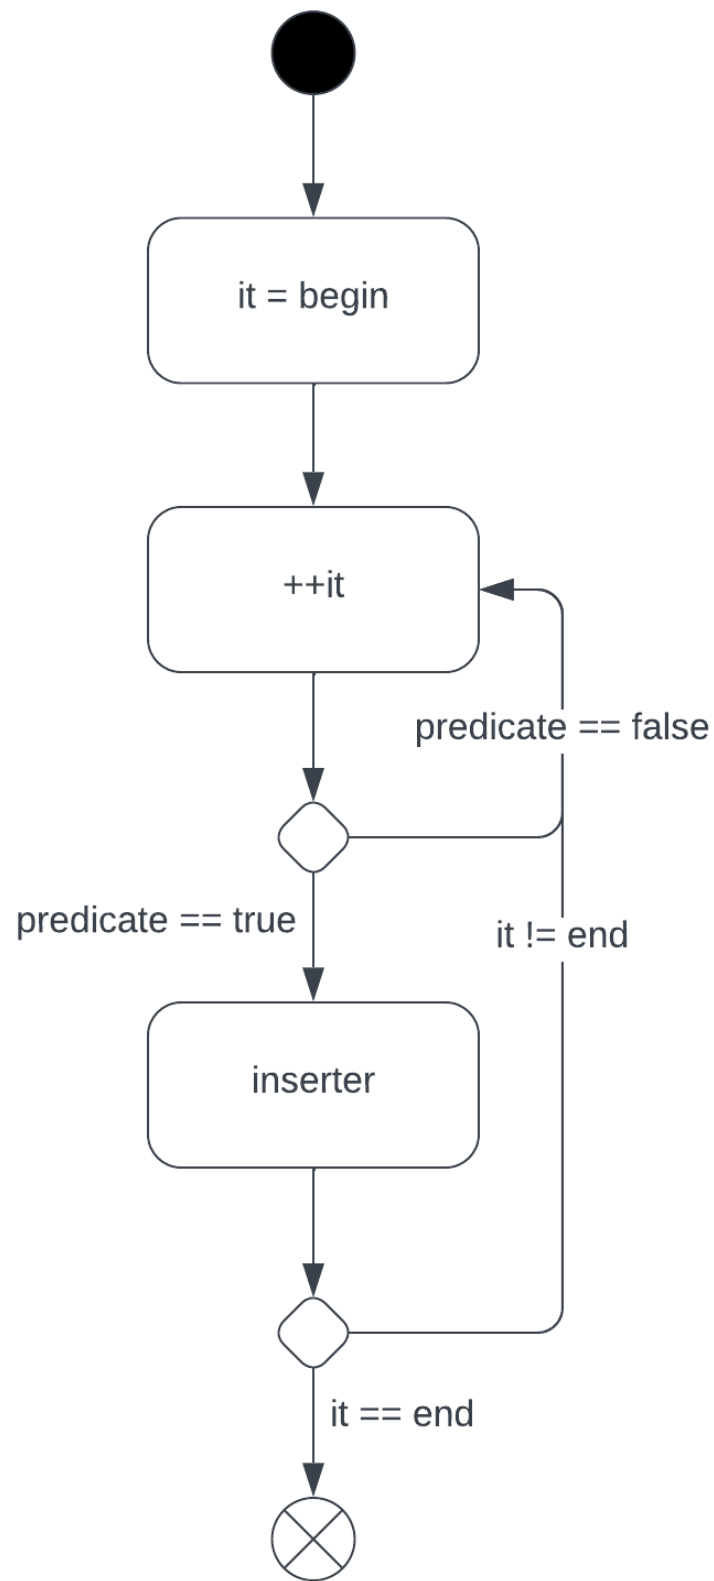 it = begin
++it
predicate == false
predicate == true
it != end
inserter
it == end